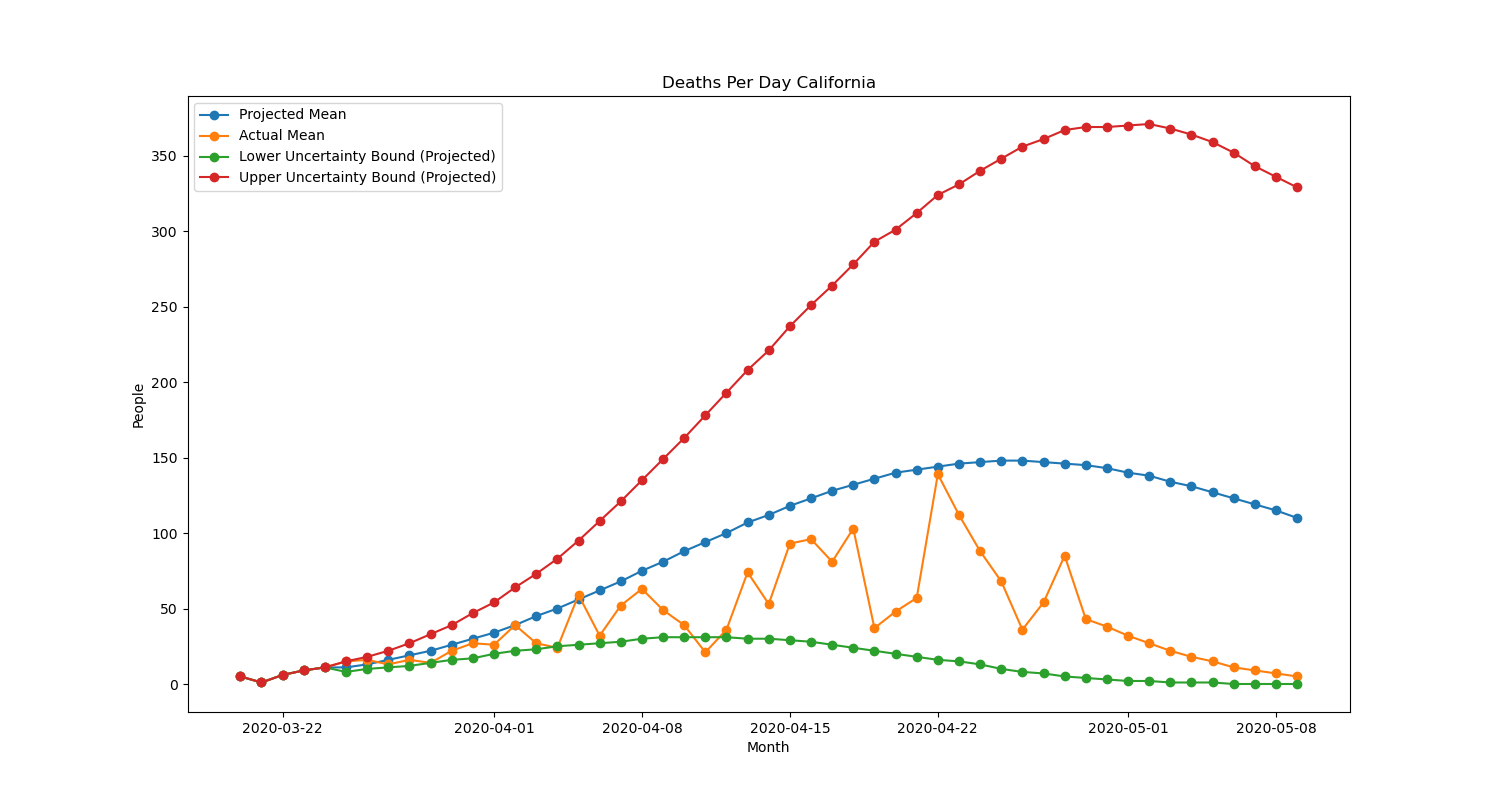 Deaths Per Day California
Projected Mean
Actual Mean
Lower Uncertainty Bound (Projected)
Upper Uncertainty Bound (Projected)
People
350
300
250
200
150
100
50
0
2020-03-22 2020-04-01 2020-04-08 2020-04-15 2020-04-22 2020-05-01 2020-05-08
Month